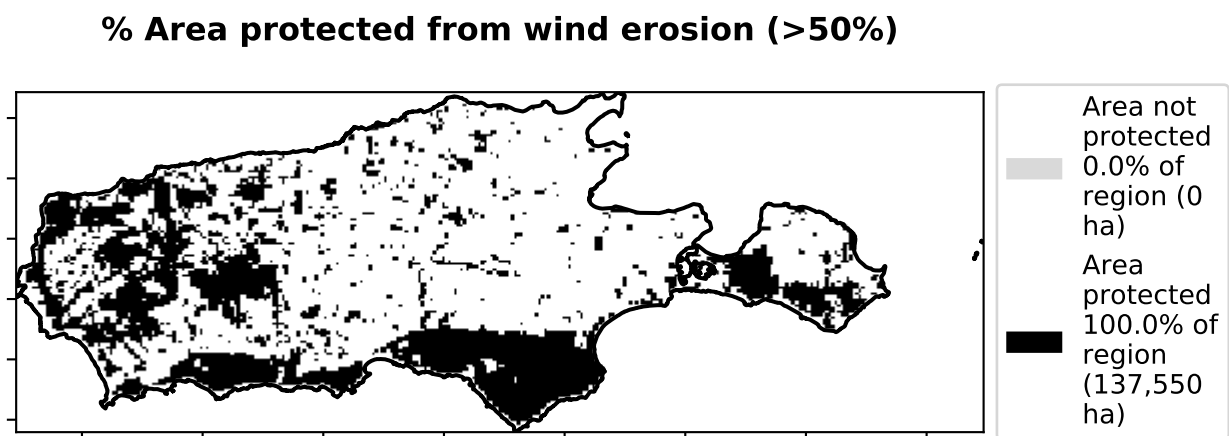 % Area protected from wind erosion (>50%)
Area not
protected
0.0% of
region (0
ha)
Area
protected
100.0% of
region
(137,550
ha)